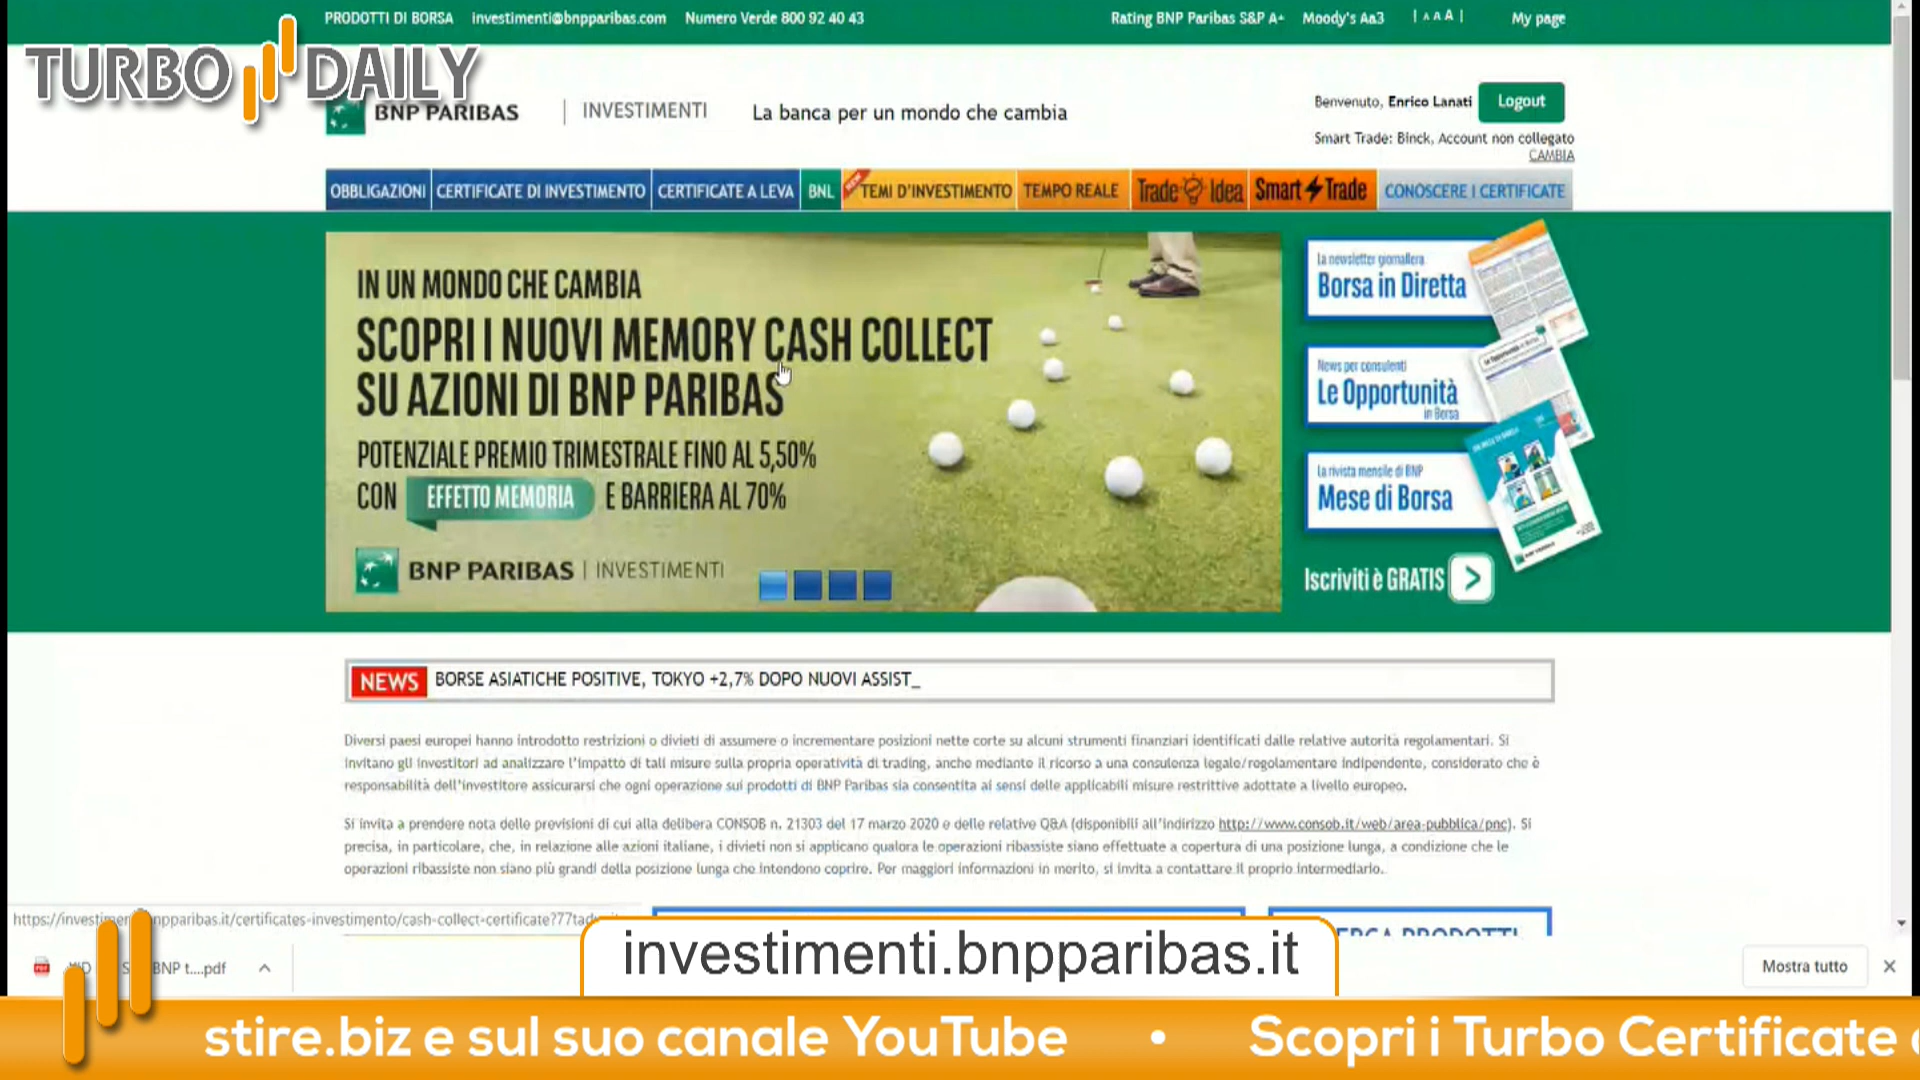 PRODOTTI DI BORSA investimenti@bnpparibas.com Numero Verde 800 92 40 43 Rating BNP Paribas S&P A+ Moody's Aa3 | A A A | My page
TURBO DAILY
BNP PARIBAS | INVESTIMENTI La banca per un mondo che cambia
Benvenuto, Enrico Lanati Logout
Smart Trade: Binck, Account non collegato
CAMBIA
OBBLIGAZIONI CERTIFICATE DI INVESTIMENTO CERTIFICATE A LEVA BNL NEW TEMI D'INVESTIMENTO TEMPO REALE Trade Idea Smart Trade CONOSCERE I CERTIFICATE
IN UN MONDO CHE CAMBIA
SCOPRI I NUOVI MEMORY CASH COLLECT
SU AZIONI DI BNP PARIBAS
POTENZIALE PREMIO TRIMESTRALE FINO AL 5,50%
CON EFFETTO MEMORIA E BARRIERA AL 70%
BNP PARIBAS | INVESTIMENTI
La newsletter giornaliera
Borsa in Diretta
News per consulenti
Le Opportunità
in Borsa
La rivista mensile di BNP
Mese di Borsa
Iscriviti è GRATIS
NEWS BORSE ASIATICHE POSITIVE, TOKYO +2,7% DOPO NUOVI ASSIST_
Diversi paesi europei hanno introdotto restrizioni o divieti di assumere o incrementare posizioni nette corte su alcuni strumenti finanziari identificati dalle relative autorità regolamentari. Si
invitano gli investitori ad analizzare l'impatto di tali misure sulla propria operatività di trading, anche mediante il ricorso a una consulenza legale/regolamentare indipendente, considerato che è
responsabilità dell'investitore assicurarsi che ogni operazione sui prodotti di BNP Paribas sia consentita ai sensi delle applicabili misure restrittive adottate a livello europeo.
Si invita a prendere nota delle previsioni di cui alla delibera CONSOB n. 21303 del 17 marzo 2020 e delle relative Q&A (disponibili all'indirizzo http://www.consob.it/web/area-pubblica/pnc). Si
precisa, in particolare, che, in relazione alle azioni italiane, i divieti non si applicano qualora le operazioni ribassiste siano effettuate a copertura di una posizione lunga, a condizione che le
operazioni ribassiste non siano più grandi della posizione lunga che intendono coprire. Per maggiori informazioni in merito, si invita a contattare il proprio intermediario.
https://investimenti.bnpparibas.it/certificates-investimento/cash-collect-certificate?77tad
BNP t....pdf
investimenti.bnpparibas.it
Mostra tutto
stire.biz e sul suo canale YouTube • Scopri i Turbo Certificate